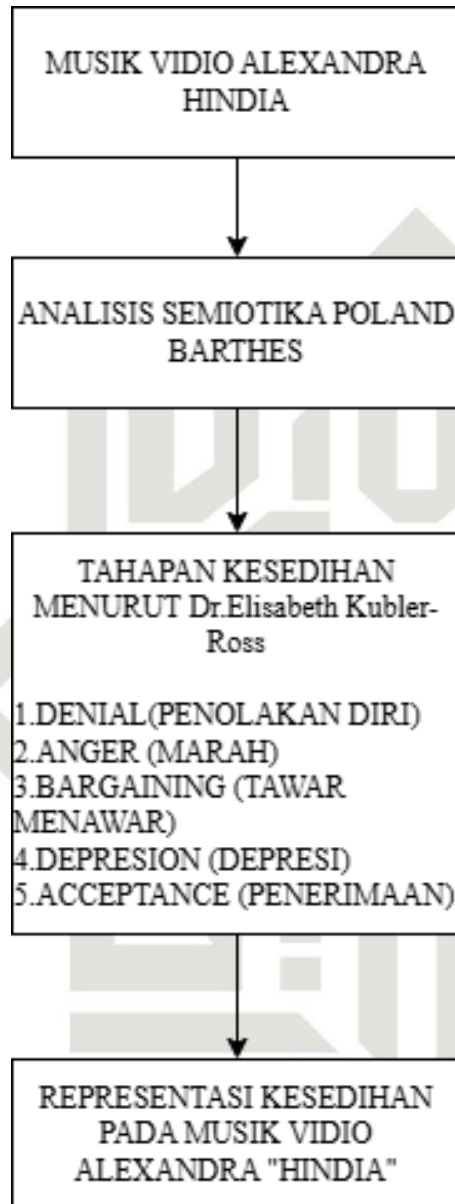 MUSIK VIDIO ALEXANDRA
HINDIA
ANALISIS SEMIOTIKA POLAND
BARTHES
TAHAPAN KESEDIHAN
MENURUT Dr.Elisabeth Kubler-
Ross
1.DENIAL(PENOLAKAN DIRI)
2.ANGER (MARAH)
3.BARGAINING (TAWAR
MENAWAR)
4.DEPRESION (DEPRESI)
5.ACCEPTANCE (PENERIMAAN)
REPRESENTASI KESEDIHAN
PADA MUSIK VIDIO
ALEXANDRA "HINDIA"